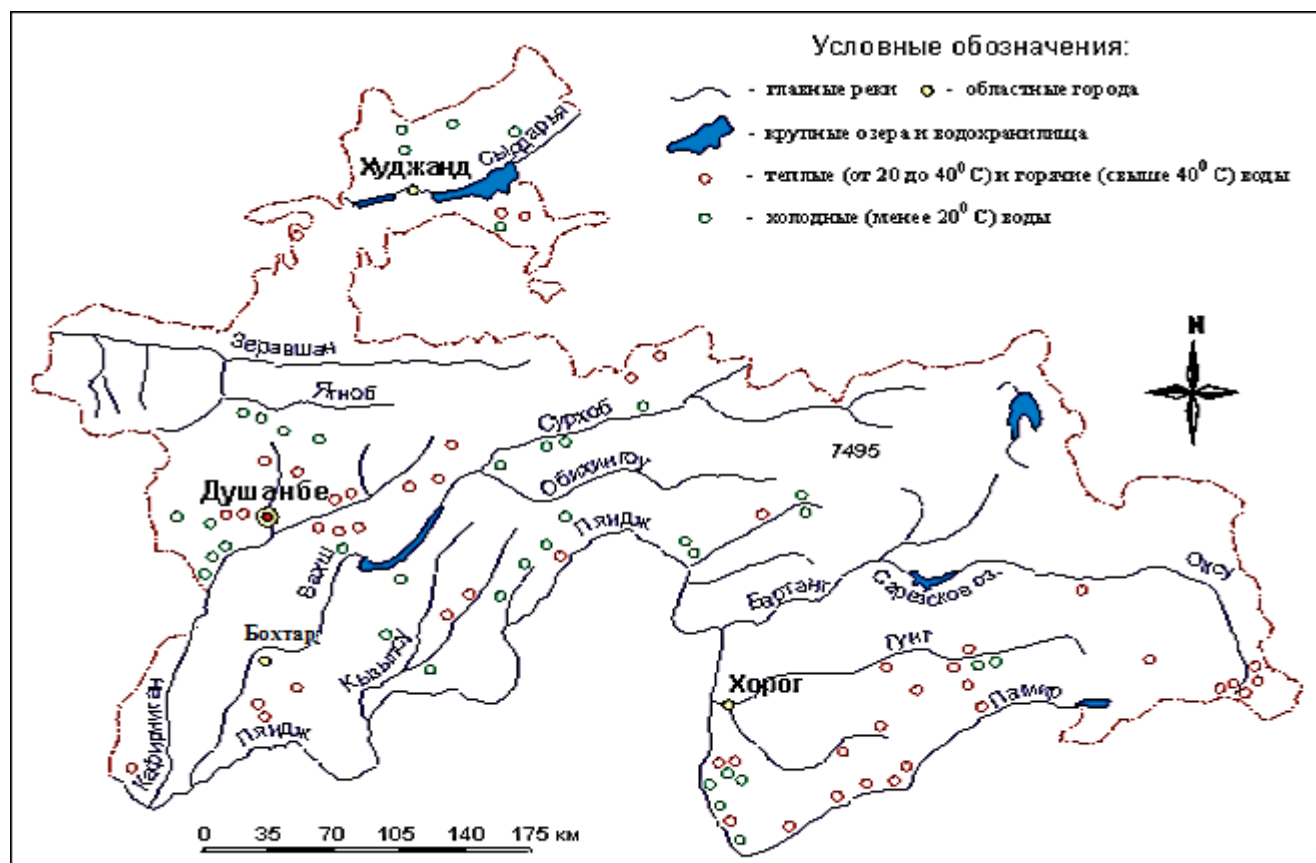 Условные обозначения:
- главные реки - областные города
- крупные озера и водохранилища
- теплые (от 20 до 40⁰ С) и горячие (свыше 40⁰ С) воды
- холодные (менее 20⁰ С) воды
Сырдарья
Худжанд
N
Зеравшан
Ягноб
Сурхоб
7495
Обихингоу
Душанбе
Пяндж
Вахш
Оксу
Сарезское оз.
Бартанг
Бохтар
Гунт
Кызылсу
Хорог
Памир
Кафирниган
Пяндж
0 35 70 105 140 175 км